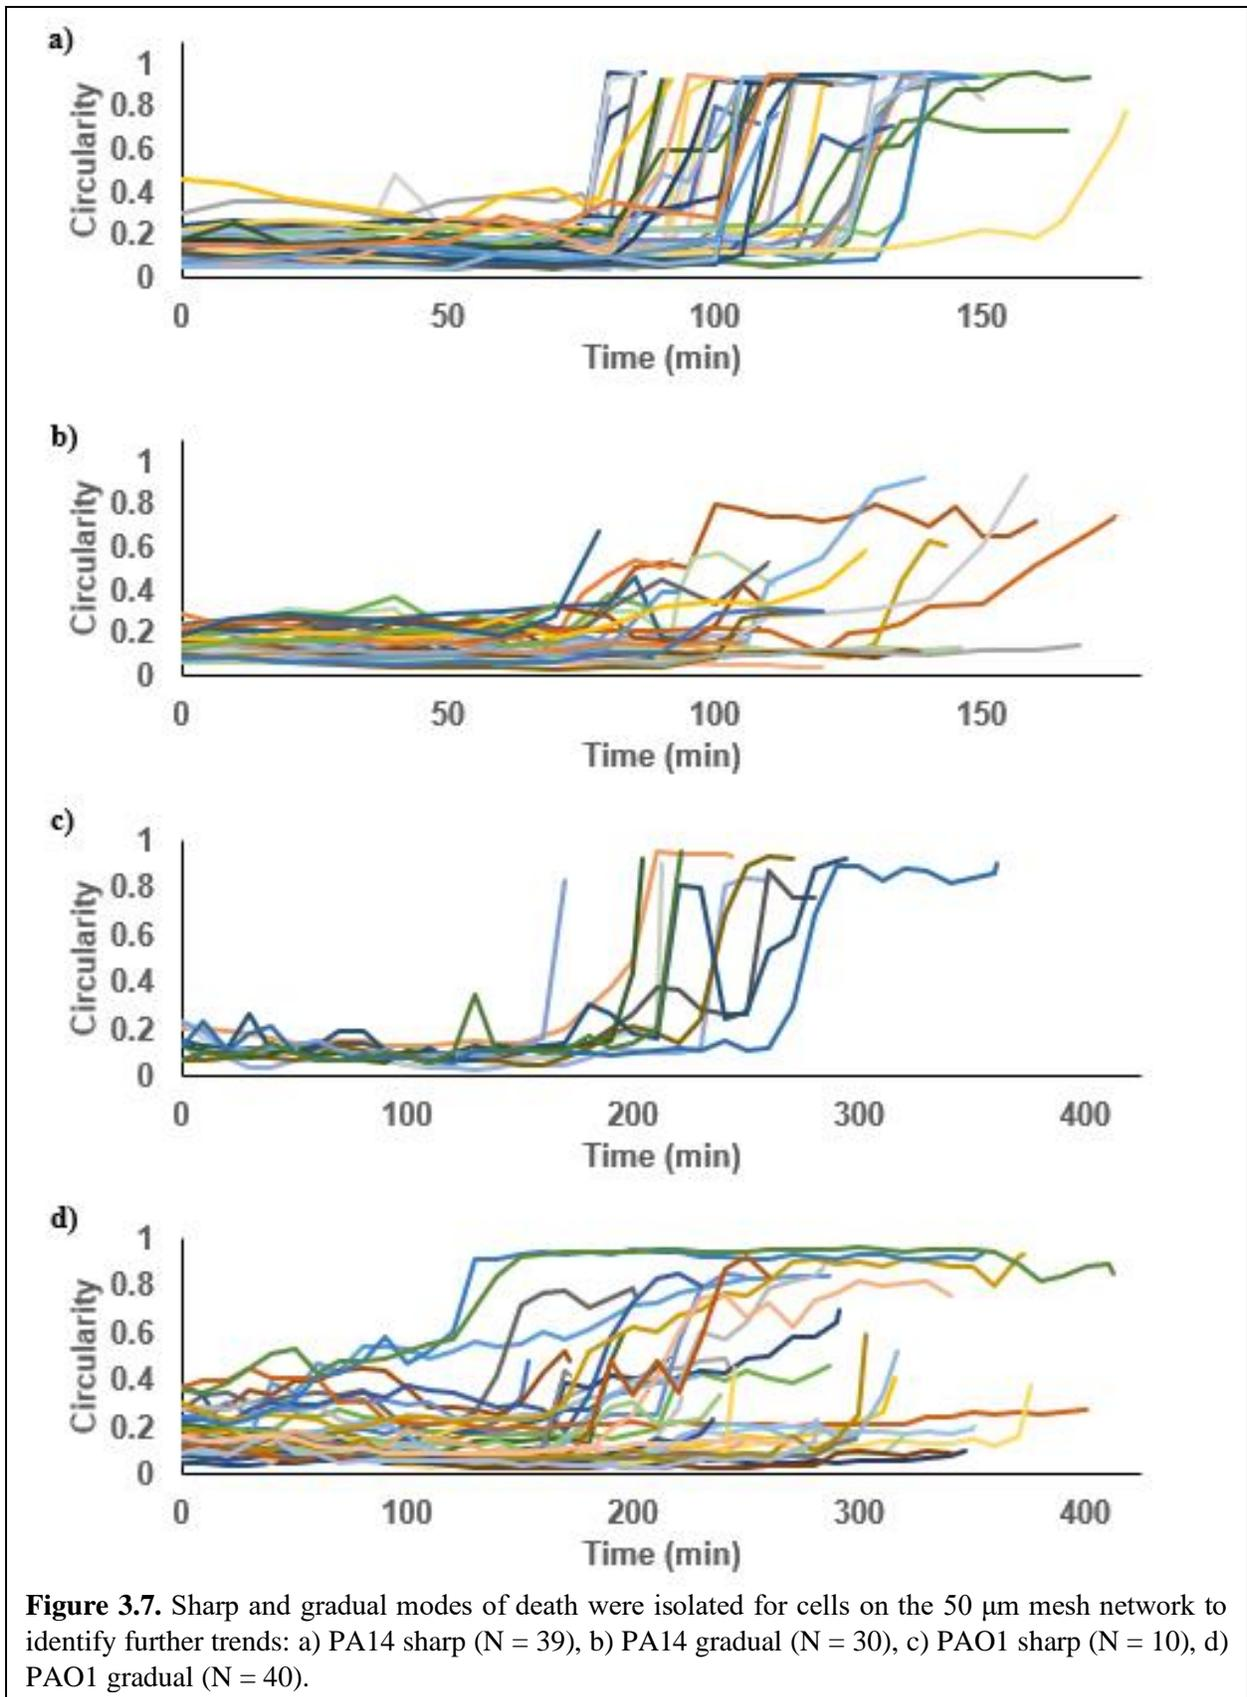 a)
1
0.8
0.6
0.4
0.2
0
Circularity
0 50 100 150
Time (min)
b)
1
0.8
0.6
0.4
0.2
0
Circularity
0 50 100 150
Time (min)
c)
1
0.8
0.6
0.4
0.2
0
Circularity
0 100 200 300 400
Time (min)
d)
1
0.8
0.6
0.4
0.2
0
Circularity
0 100 200 300 400
Time (min)
Figure 3.7. Sharp and gradual modes of death were isolated for cells on the 50 μm mesh network to
identify further trends: a) PA14 sharp (N = 39), b) PA14 gradual (N = 30), c) PAO1 sharp (N = 10), d)
PAO1 gradual (N = 40).